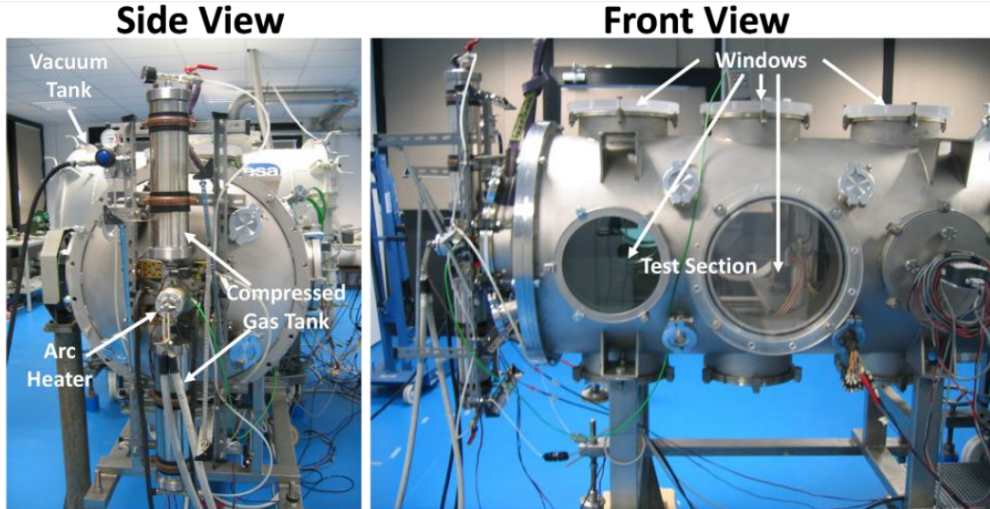 Side View
Front View
Vacuum
Tank
esa
Compressed
Gas Tank
Arc
Heater
Windows
Test Section